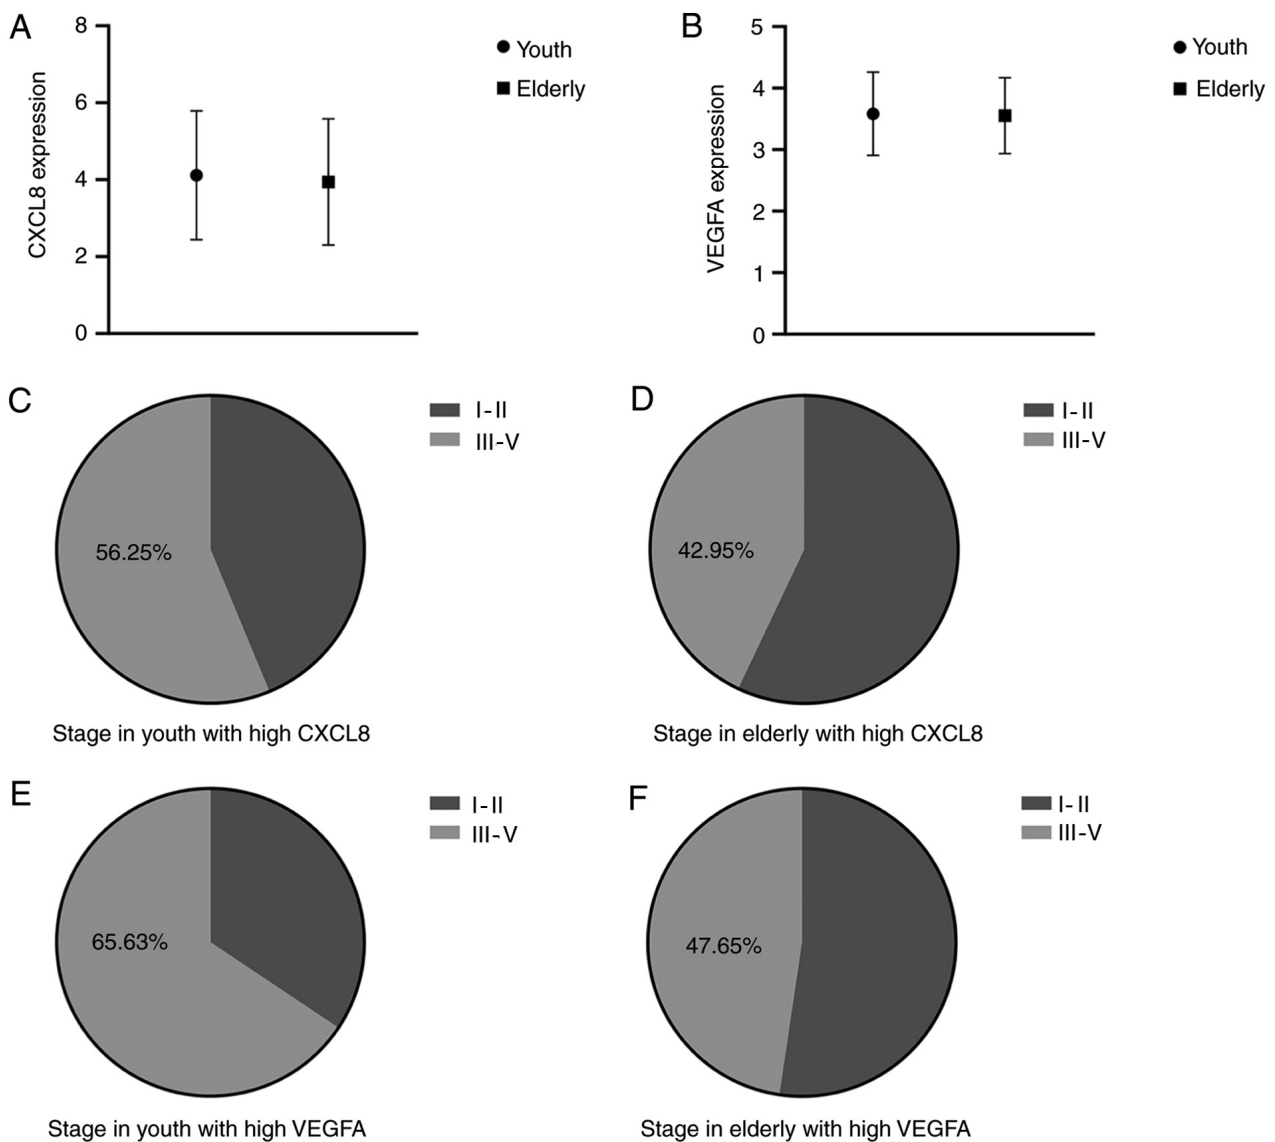 A
CXCL8 expression
8
6
4
2
0
Youth
Elderly
B
VEGFA expression
5
4
3
2
1
0
Youth
Elderly
C
I-II
III-V
56.25%
Stage in youth with high CXCL8
D
I-II
III-V
42.95%
Stage in elderly with high CXCL8
E
I-II
III-V
65.63%
Stage in youth with high VEGFA
F
I-II
III-V
47.65%
Stage in elderly with high VEGFA